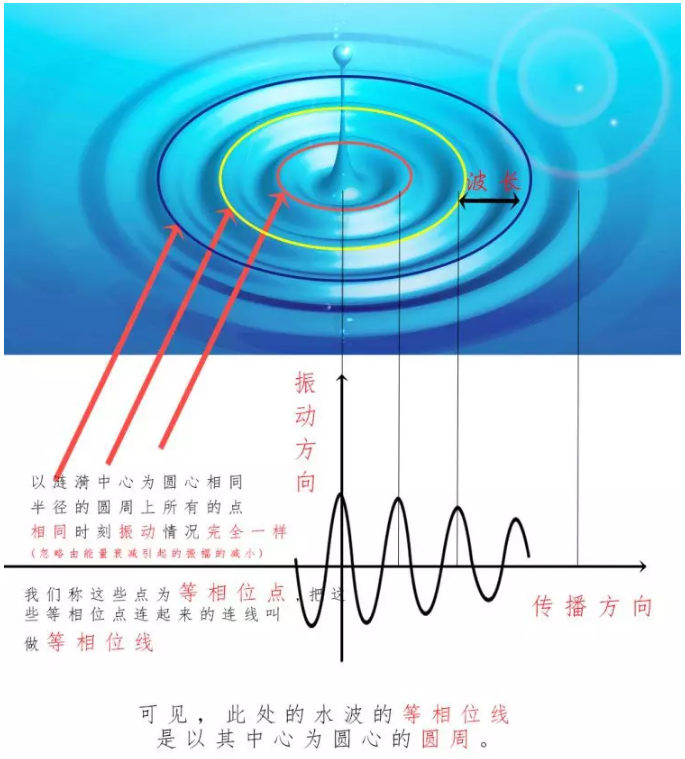 波长
振动方向
以涟漪中心为圆心相同
半径的圆周上所有的点
相同时刻振动情况完全一样
(忽略由能量衰减引起的振幅的减小)
我们称这些点为等相位点，把这
些等相位点连起来的连线叫
做等相位线
传播方向
可见，此处的水波的等相位线
是以其中心为圆心的圆周。